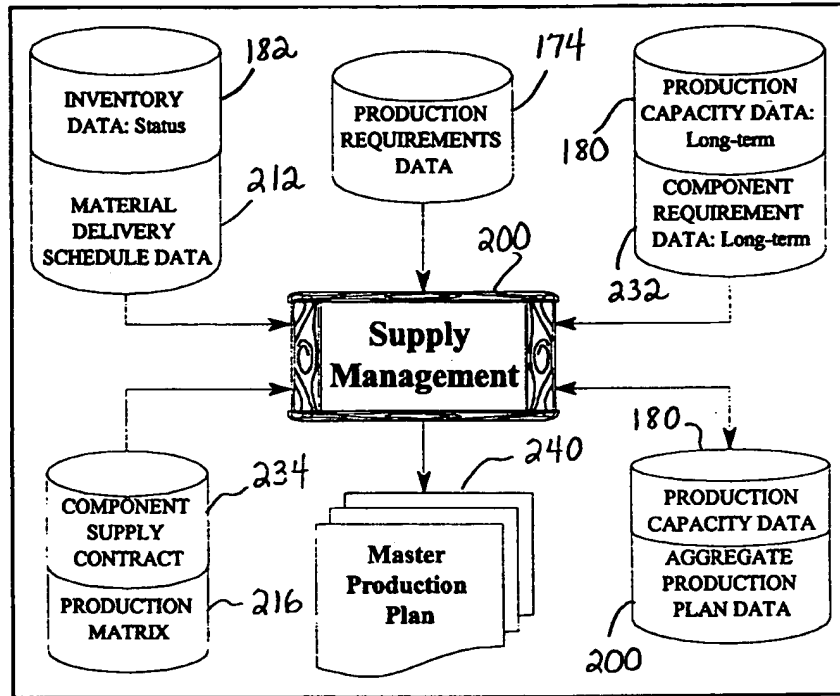 182
INVENTORY
DATA: Status
212
MATERIAL
DELIVERY
SCHEDULE DATA
174
PRODUCTION
REQUIREMENTS
DATA
180
PRODUCTION
CAPACITY DATA:
Long-term
COMPONENT
REQUIREMENT
DATA: Long-term
232
200
Supply
Management
234
COMPONENT
SUPPLY
CONTRACT
PRODUCTION
MATRIX
216
240
Master
Production
Plan
180
PRODUCTION
CAPACITY DATA
AGGREGATE
PRODUCTION
PLAN DATA
200